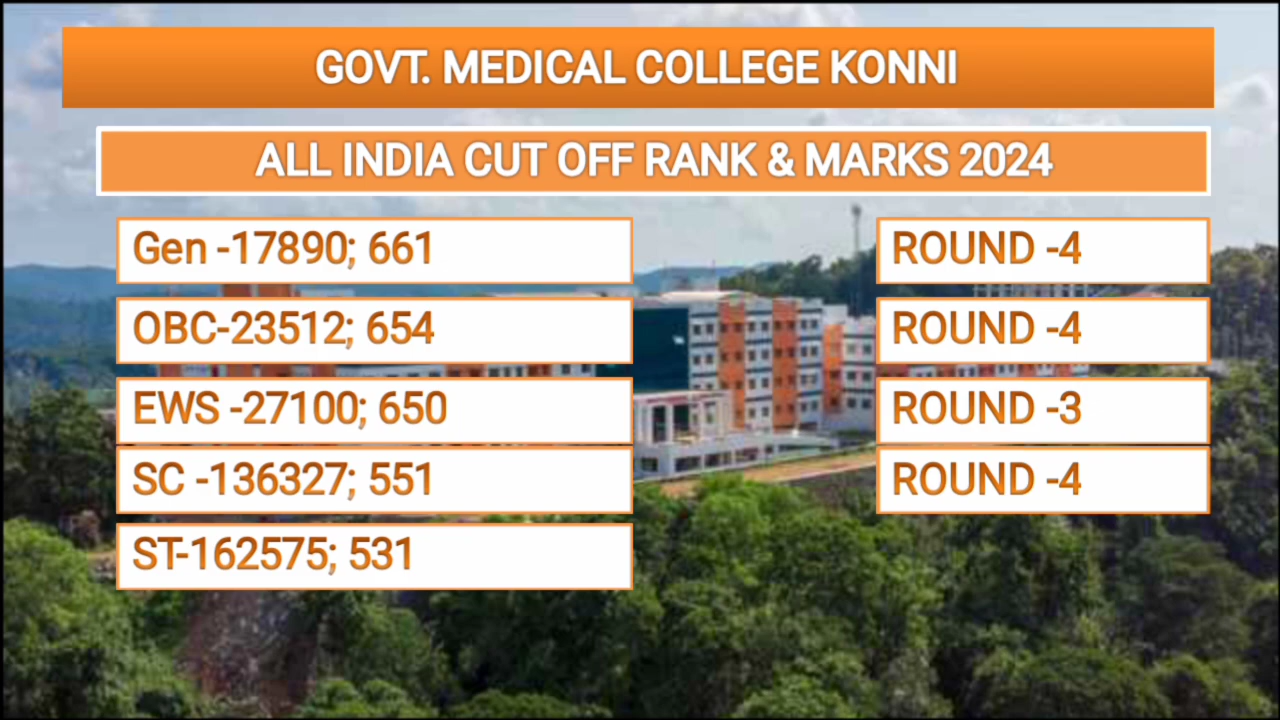 GOVT. MEDICAL COLLEGE KONNI
ALL INDIA CUT OFF RANK & MARKS 2024
Gen -17890; 661
ROUND -4
OBC-23512; 654
ROUND -4
EWS -27100; 650
ROUND -3
SC -136327; 551
ROUND -4
ST-162575; 531